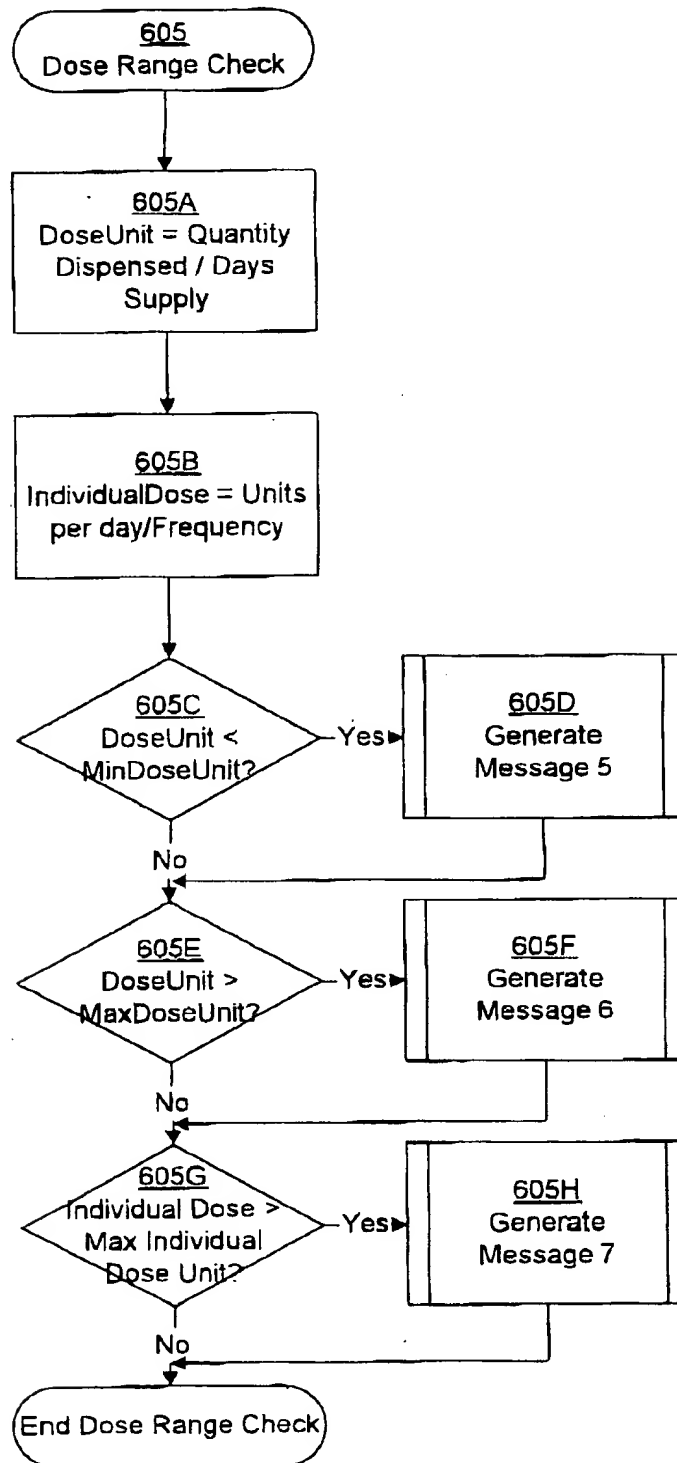 605
Dose Range Check
605A
DoseUnit = Quantity
Dispensed / Days
Supply
605B
IndividualDose = Units
per day/Frequency
605C
DoseUnit <
MinDoseUnit?
Yes
605D
Generate
Message 5
No
605E
DoseUnit >
MaxDoseUnit?
Yes
605F
Generate
Message 6
No
605G
Individual Dose >
Max Individual
Dose Unit?
Yes
605H
Generate
Message 7
No
End Dose Range Check